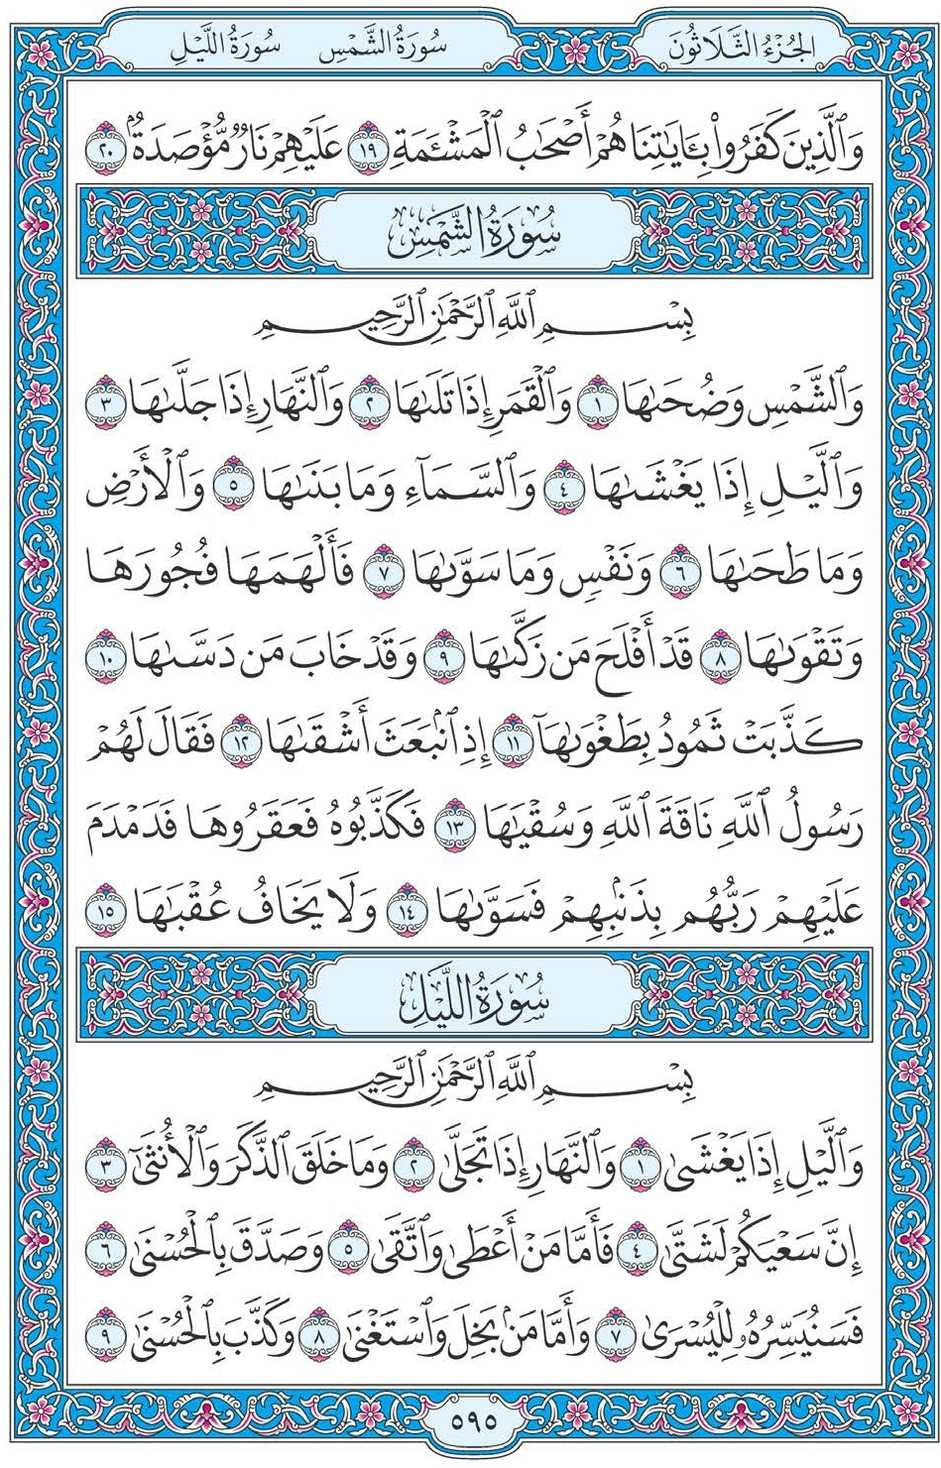 الجُزْءُ الثَّلَاثُونَ سُورَةُ الشَّمْسِ سُورَةُ اللَّيْلِ
وَٱلَّذِينَ كَفَرُوا۟ بِـَٔايَـٰتِنَا هُمْ أَصْحَـٰبُ ٱلْمَشْـَٔمَةِ ١٩ عَلَيْهِمْ نَارٌ مُّؤْصَدَةٌۢ ٢٠
سُورَةُ الشَّمْسِ
بِسْمِ ٱللَّهِ ٱلرَّحْمَـٰنِ ٱلرَّحِيمِ
وَٱلشَّمْسِ وَضُحَىٰهَا ١ وَٱلْقَمَرِ إِذَا تَلَىٰهَا ٢ وَٱلنَّهَارِ إِذَا جَلَّىٰهَا ٣
وَٱلَّيْلِ إِذَا يَغْشَىٰهَا ٤ وَٱلسَّمَآءِ وَمَا بَنَىٰهَا ٥ وَٱلْأَرْضِ
وَمَا طَحَىٰهَا ٦ وَنَفْسٍ وَمَا سَوَّىٰهَا ٧ فَأَلْهَمَهَا فُجُورَهَا
وَتَقْوَىٰهَا ٨ قَدْ أَفْلَحَ مَن زَكَّىٰهَا ٩ وَقَدْ خَابَ مَن دَسَّىٰهَا ١٠
كَذَّبَتْ ثَمُودُ بِطَغْوَىٰهَآ ١١ إِذِ ٱنۢبَعَثَ أَشْقَىٰهَا ١٢ فَقَالَ لَهُمْ
رَسُولُ ٱللَّهِ نَاقَةَ ٱللَّهِ وَسُقْيَـٰهَا ١٣ فَكَذَّبُوهُ فَعَقَرُوهَا فَدَمْدَمَ
عَلَيْهِمْ رَبُّهُم بِذَنۢبِهِمْ فَسَوَّىٰهَا ١٤ وَلَا يَخَافُ عُقْبَـٰهَا ١٥
سُورَةُ اللَّيْلِ
بِسْمِ ٱللَّهِ ٱلرَّحْمَـٰنِ ٱلرَّحِيمِ
وَٱلَّيْلِ إِذَا يَغْشَىٰ ١ وَٱلنَّهَارِ إِذَا تَجَلَّىٰ ٢ وَمَا خَلَقَ ٱلذَّكَرَ وَٱلْأُنثَىٰٓ ٣
إِنَّ سَعْيَكُمْ لَشَتَّىٰ ٤ فَأَمَّا مَنْ أَعْطَىٰ وَٱتَّقَىٰ ٥ وَصَدَّقَ بِٱلْحُسْنَىٰ ٦
فَسَنُيَسِّرُهُۥ لِلْيُسْرَىٰ ٧ وَأَمَّا مَنۢ بَخِلَ وَٱسْتَغْنَىٰ ٨ وَكَذَّبَ بِٱلْحُسْنَىٰ ٩
٥٩٥